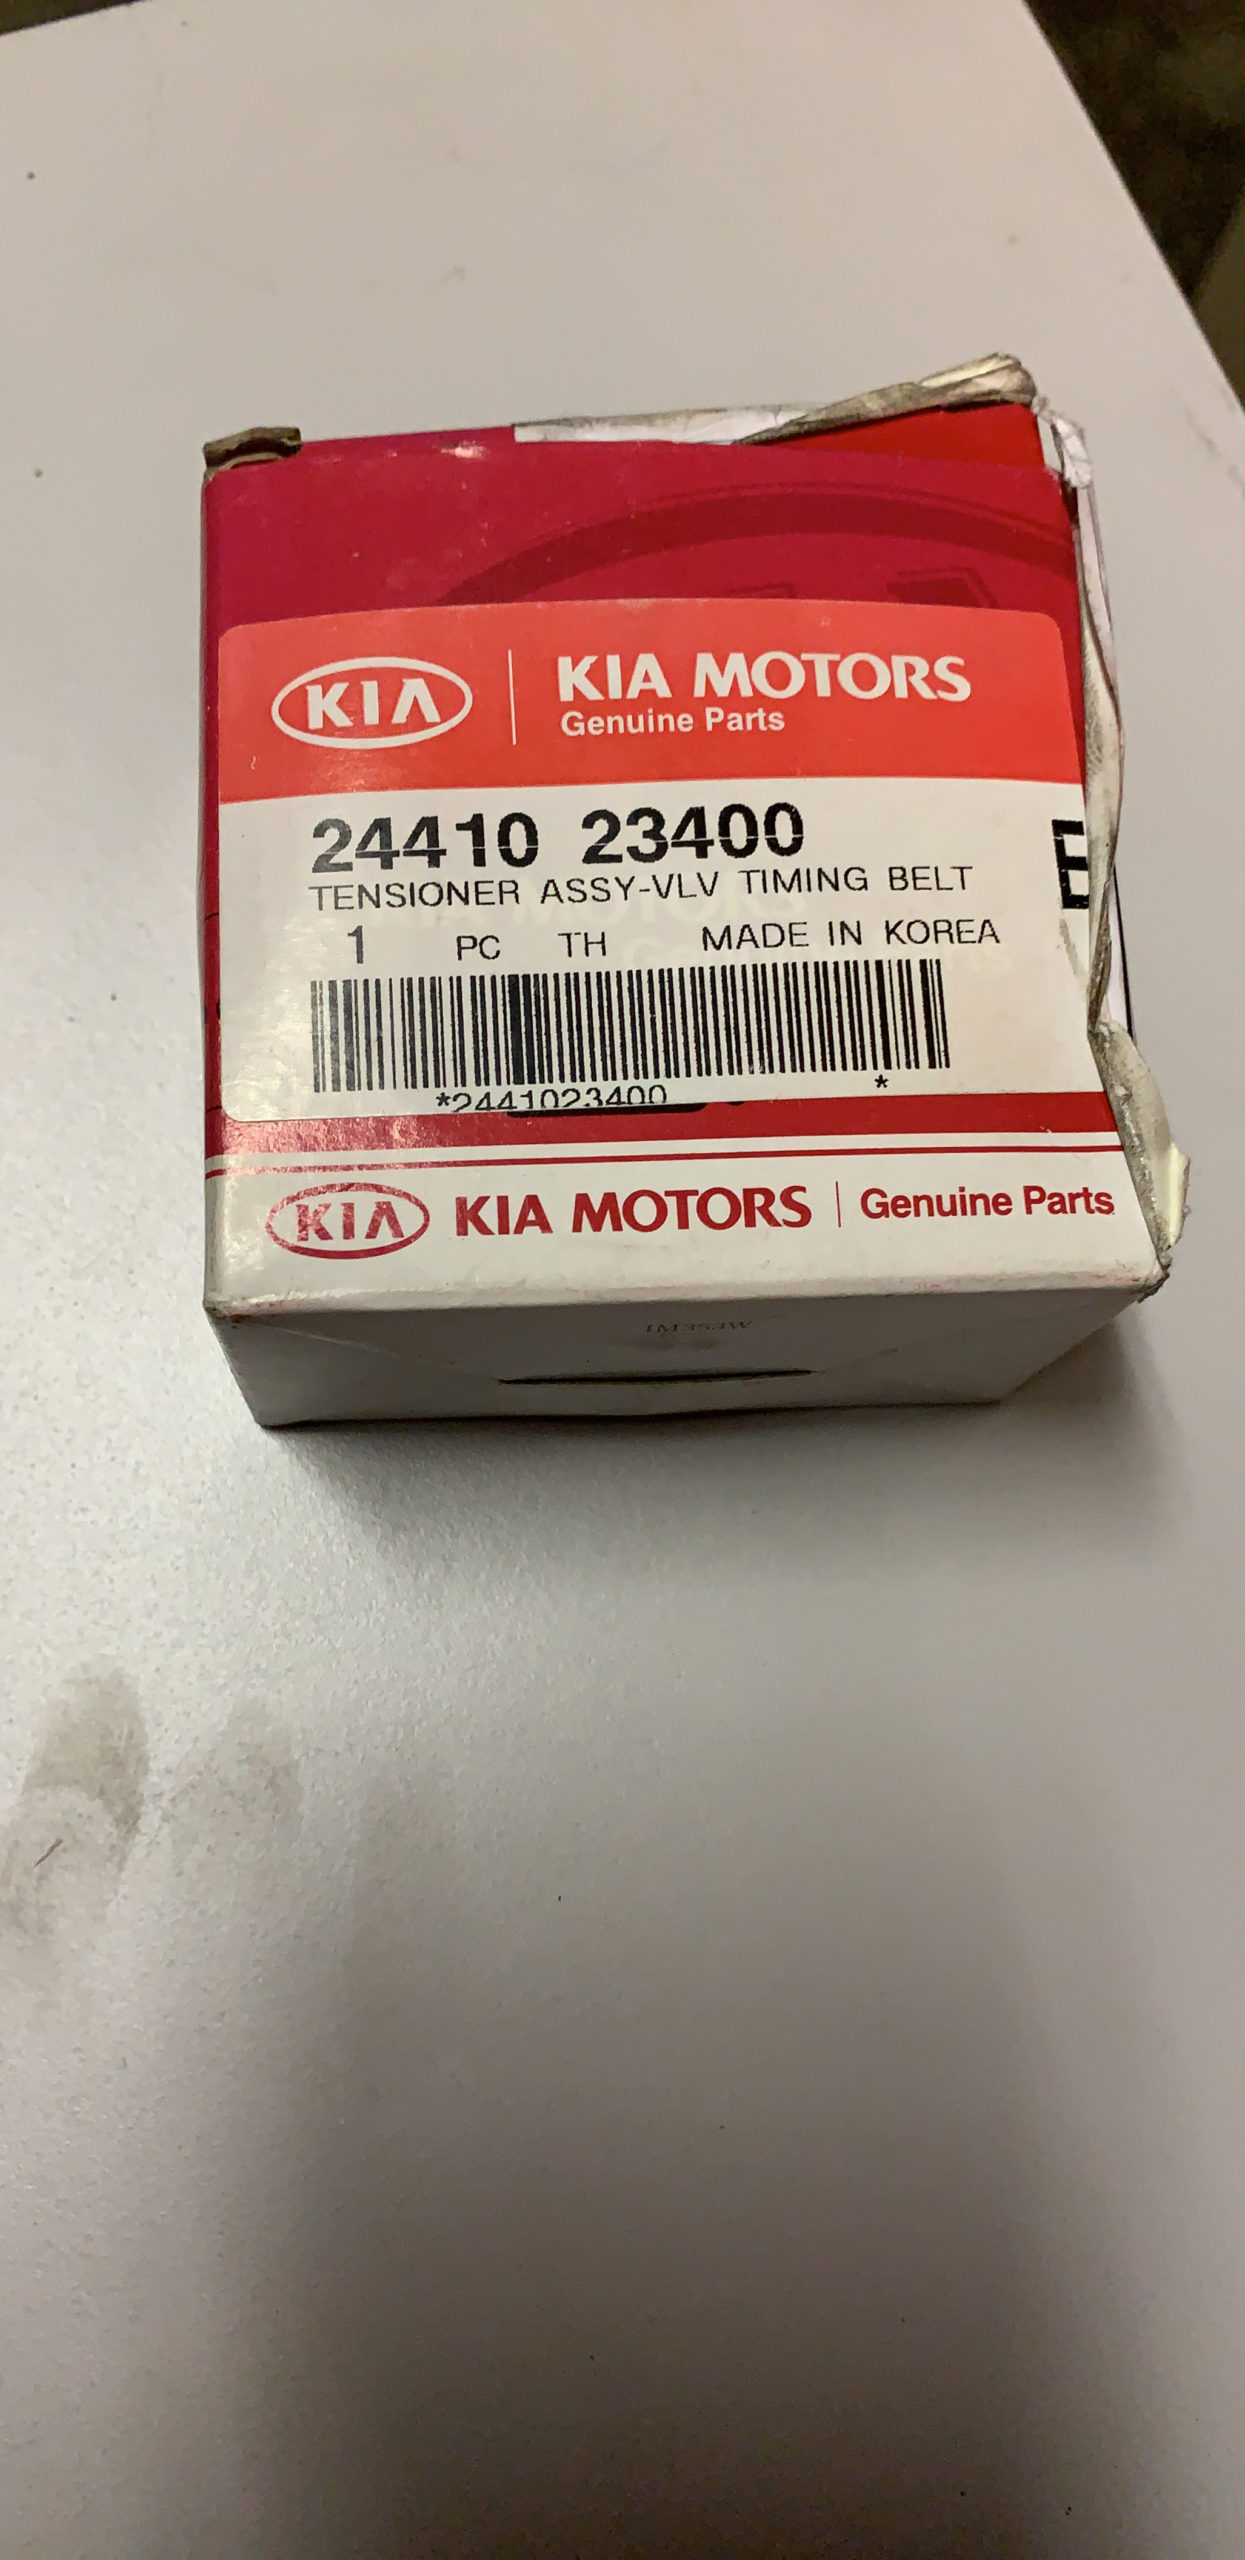 KIA KIA MOTORS
Genuine Parts
24410 23400 E
TENSIONER ASSY-VLV TIMING BELT
1 PC TH MADE IN KOREA
*2441023400 *
KIA KIA MOTORS Genuine Parts
IM353W